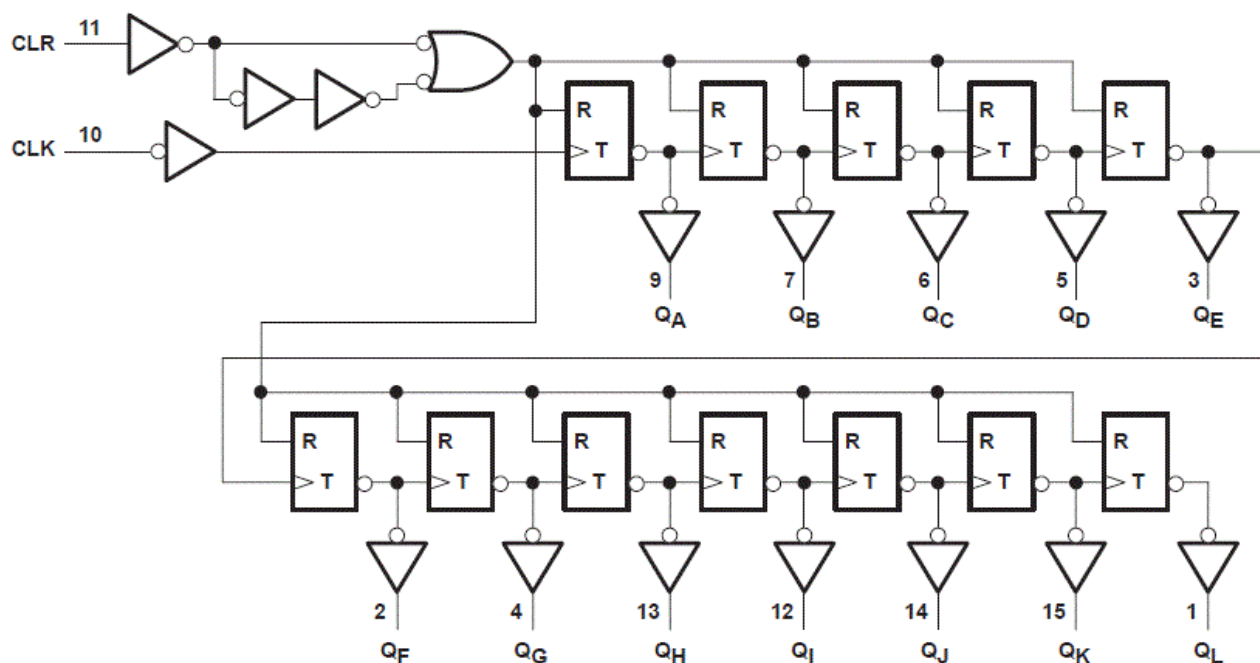 CLR 11
CLK 10
R R R R R
T T T T T
9 7 6 5 3
QA QB QC QD QE
R R R R R R R
T T T T T T T
2 4 13 12 14 15 1
QF QG QH QI QJ QK QL